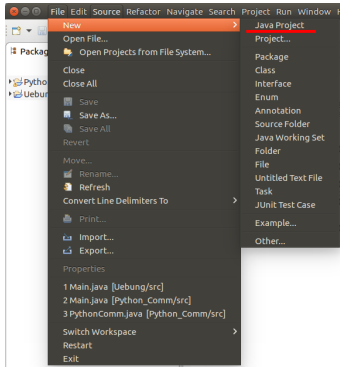 File Edit Source Refactor Navigate Search Project Run Window
New
Open File...
Open Projects from File System...
Close
Close All
Save
Save As...
Save All
Revert
Move...
Rename...
Refresh
Convert Line Delimiters To
Print...
Import...
Export...
Properties
1 Main.java [Uebung/src]
2 Main.java [Python_Comm/src]
3 PythonComm.java [Python_Comm/src]
Switch Workspace
Restart
Exit
Java Project
Project...
Package
Class
Interface
Enum
Annotation
Source Folder
Java Working Set
Folder
File
Untitled Text File
Task
JUnit Test Case
Example...
Other...
Packag
Pytho
Uebur